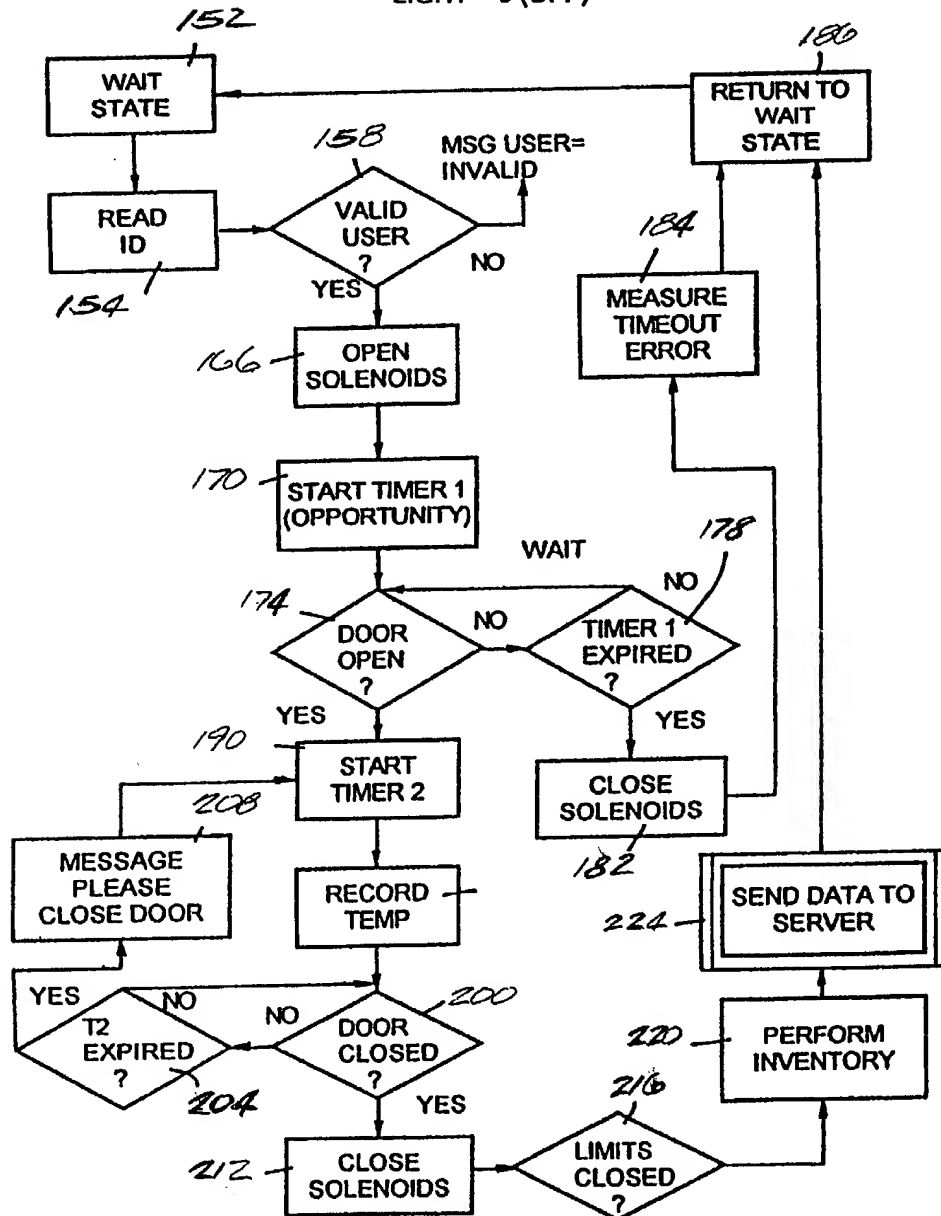 152
WAIT
STATE
186
RETURN TO
WAIT
STATE
158
MSG USER=
INVALID
VALID
USER
?
NO
YES
READ
ID
154
184
MEASURE
TIMEOUT
ERROR
166
OPEN
SOLENOIDS
170
START TIMER 1
(OPPORTUNITY)
WAIT
178
174
DOOR
OPEN
?
NO
NO
TIMER 1
EXPIRED
?
YES
YES
190
START
TIMER 2
CLOSE
SOLENOIDS
182
208
MESSAGE
PLEASE
CLOSE DOOR
RECORD
TEMP
224
SEND DATA TO
SERVER
YES
NO
T2
EXPIRED
?
204
NO
200
DOOR
CLOSED
?
YES
220
PERFORM
INVENTORY
212
CLOSE
SOLENOIDS
216
LIMITS
CLOSED
?